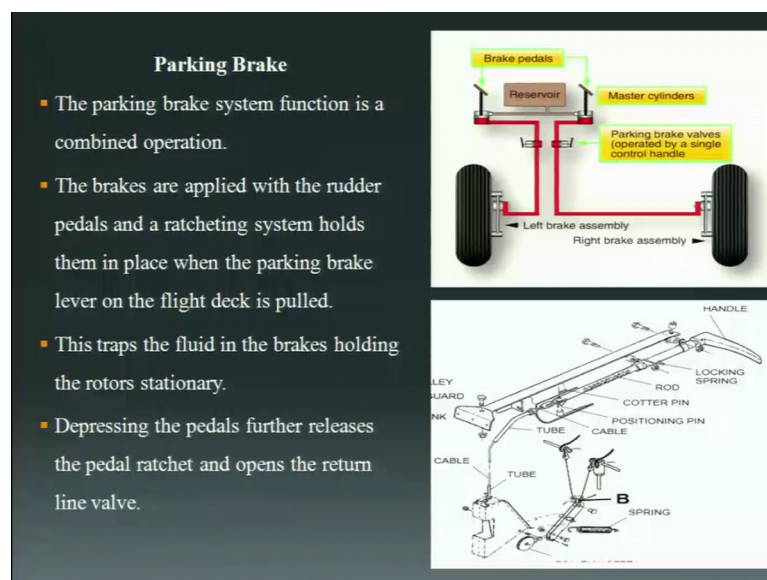 Parking Brake
▪ The parking brake system function is a
combined operation.
▪ The brakes are applied with the rudder
pedals and a ratcheting system holds
them in place when the parking brake
lever on the flight deck is pulled.
▪ This traps the fluid in the brakes holding
the rotors stationary.
▪ Depressing the pedals further releases
the pedal ratchet and opens the return
line valve.
Brake pedals
Reservoir
Master cylinders
Parking brake valves
(operated by a single
control handle
Left brake assembly
Right brake assembly
HANDLE
LOCKING
SPRING
ROD
COTTER PIN
POSITIONING PIN
CABLE
TUBE
LEY
UARD
NK
CABLE
TUBE
B
SPRING